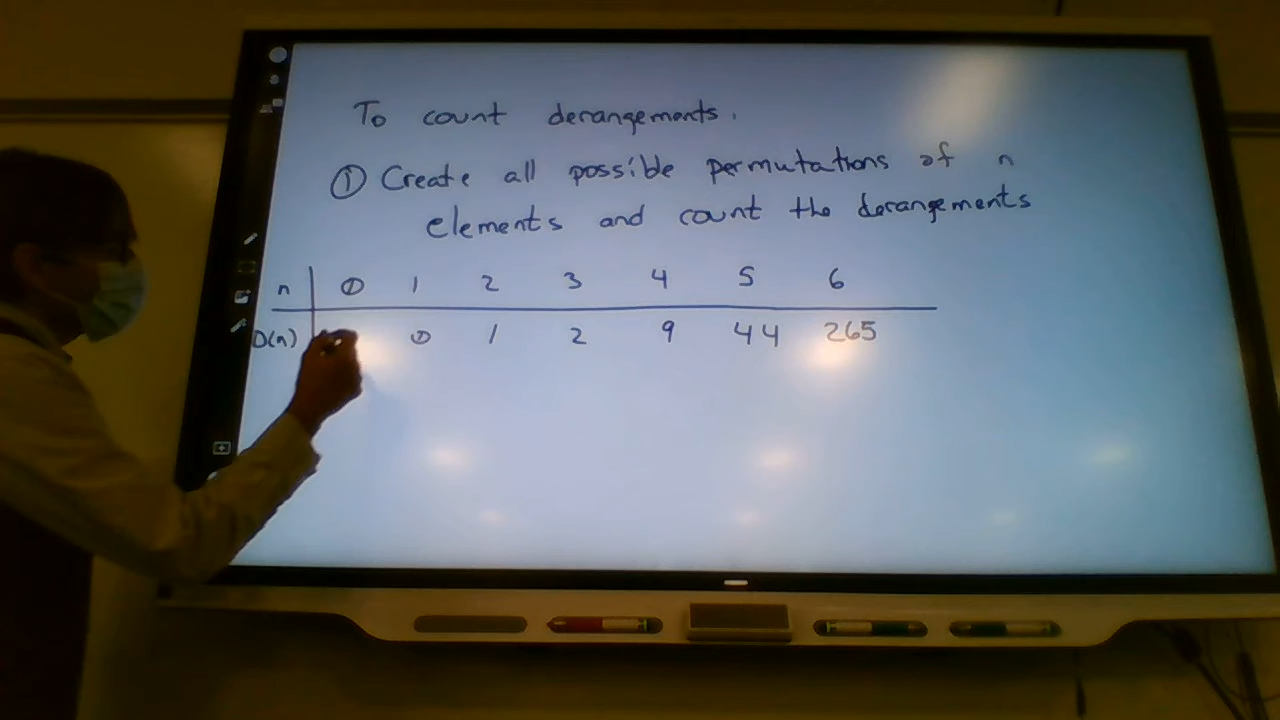 To count derangements.
① Create all possible permutations of n
elements and count the derangements
n 0 1 2 3 4 5 6
D(n) 0 1 2 9 44 265